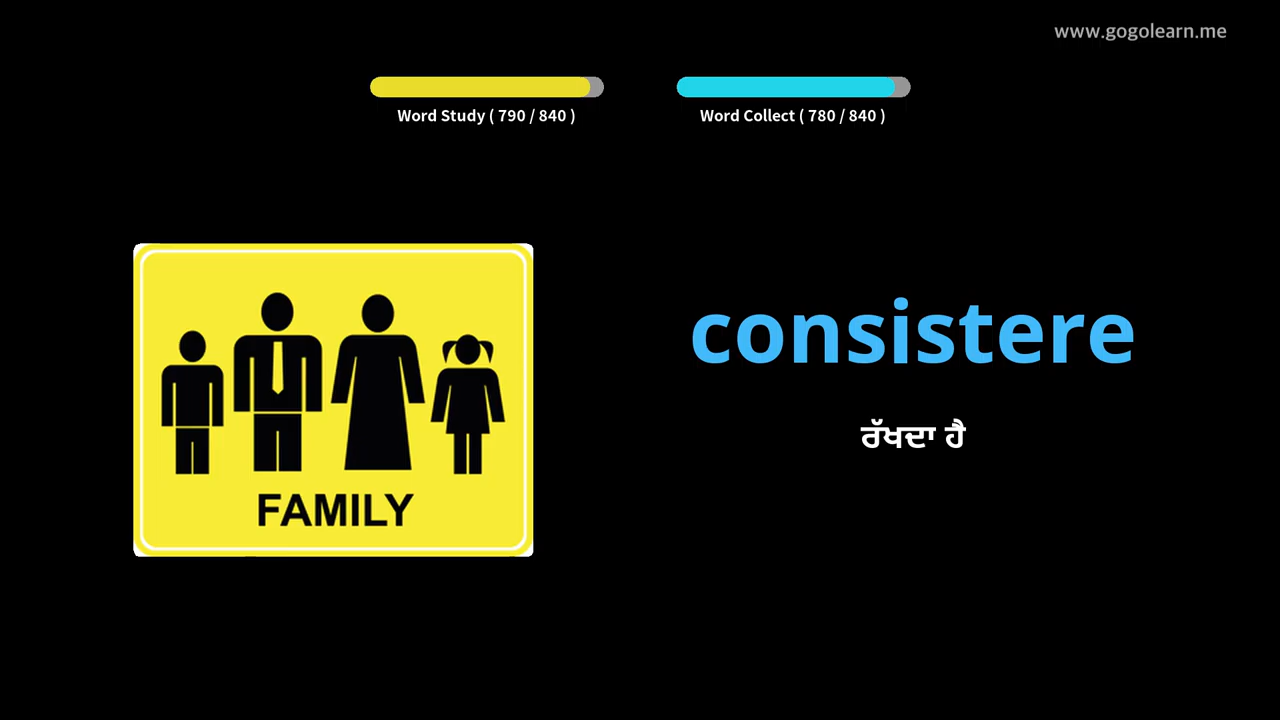 www.gogolearn.me
Word Study ( 790 / 840 )
Word Collect ( 780 / 840 )
consistere
ਰੱਖਦਾ ਹੈ
FAMILY